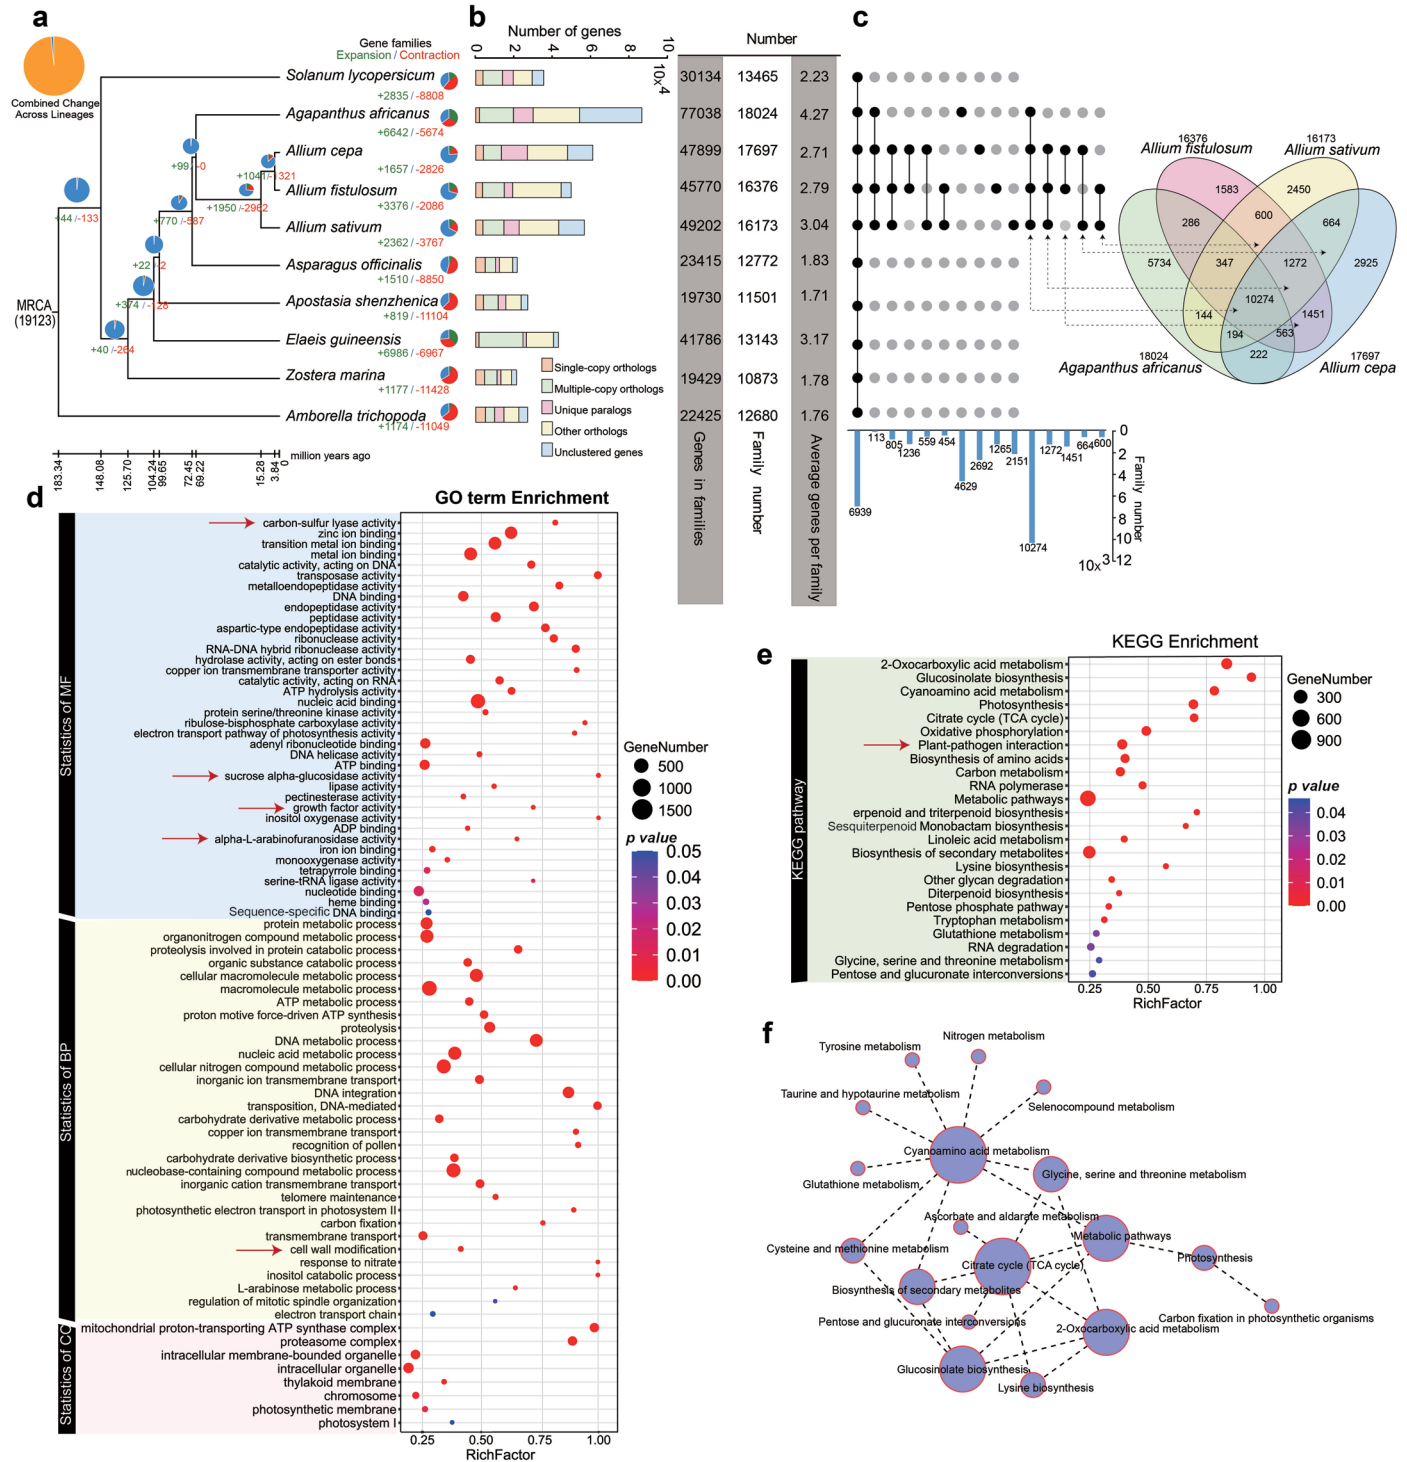 a
Combined Change
Across Lineages
Gene families
Expansion / Contraction
Solanum lycopersicum
+2835 / -8808
Agapanthus africanus
+6642 / -5674
Allium cepa
+1657 / -2826
Allium fistulosum
+3376 / -2086
Allium sativum
+2362 / -3767
Asparagus officinalis
+1510 / -8850
Apostasia shenzhenica
+819 / -11104
Elaeis guineensis
+6986 / -6967
Zostera marina
+1177 / -11428
Amborella trichopoda
+1174 / -11049
MRCA
(19123)
+44 / -133
+99 / -0
+1041/-1321
+1950 / -2962
+770 / -587
+22 / -2
+374 / -128
+40 / -264
183.34
148.08
125.70
104.24
99.65
72.45
69.22
15.28
3.84
0
million years ago
b
Number of genes
0
2
4
6
8
10
10x4
Single-copy orthologs
Multiple-copy orthologs
Unique paralogs
Other orthologs
Unclustered genes
Number
30134 13465 2.23
77038 18024 4.27
47899 17697 2.71
45770 16376 2.79
49202 16173 3.04
23415 12772 1.83
19730 11501 1.71
41786 13143 3.17
19429 10873 1.78
22425 12680 1.76
Genes in families
Family number
Average genes per family
c
6939
113
805
1236
559
454
4629
2692
1265
2151
10274
1272
1451
664
600
0
2
4
6
8
10
12
10x3
Family number
16376
Allium fistulosum
16173
Allium sativum
1583
2450
286
600
664
5734
347
1272
2925
10274
144
194
563
1451
222
18024
Agapanthus africanus
17697
Allium cepa
d
GO term Enrichment
Statistics of MF
carbon-sulfur lyase activity
zinc ion binding
transition metal ion binding
metal ion binding
catalytic activity, acting on DNA
transposase activity
metalloendopeptidase activity
DNA binding
endopeptidase activity
peptidase activity
aspartic-type endopeptidase activity
ribonuclease activity
RNA-DNA hybrid ribonuclease activity
hydrolase activity, acting on ester bonds
copper ion transmembrane transporter activity
catalytic activity, acting on RNA
ATP hydrolysis activity
nucleic acid binding
protein serine/threonine kinase activity
ribulose-bisphosphate carboxylase activity
electron transport pathway of photosynthesis activity
adenyl ribonucleotide binding
DNA helicase activity
ATP binding
sucrose alpha-glucosidase activity
lipase activity
pectinesterase activity
growth factor activity
inositol oxygenase activity
ADP binding
alpha-L-arabinofuranosidase activity
iron ion binding
monooxygenase activity
tetrapyrrole binding
serine-tRNA ligase activity
nucleotide binding
heme binding
Sequence-specific DNA binding
Statistics of BP
protein metabolic process
organonitrogen compound metabolic process
proteolysis involved in protein catabolic process
organic substance catabolic process
cellular macromolecule metabolic process
macromolecule metabolic process
ATP metabolic process
proton motive force-driven ATP synthesis
proteolysis
DNA metabolic process
nucleic acid metabolic process
cellular nitrogen compound metabolic process
inorganic ion transmembrane transport
DNA integration
transposition, DNA-mediated
carbohydrate derivative metabolic process
copper ion transmembrane transport
recognition of pollen
carbohydrate derivative biosynthetic process
nucleobase-containing compound metabolic process
inorganic cation transmembrane transport
telomere maintenance
photosynthetic electron transport in photosystem II
carbon fixation
transmembrane transport
cell wall modification
response to nitrate
inositol catabolic process
L-arabinose metabolic process
regulation of mitotic spindle organization
electron transport chain
Statistics of CC
mitochondrial proton-transporting ATP synthase complex
proteasome complex
intracellular membrane-bounded organelle
intracellular organelle
thylakoid membrane
chromosome
photosynthetic membrane
photosystem I
0.25 0.50 0.75 1.00
RichFactor
GeneNumber
500
1000
1500
p value
0.05
0.04
0.03
0.02
0.01
0.00
e
KEGG Enrichment
KEGG pathway
2-Oxocarboxylic acid metabolism
Glucosinolate biosynthesis
Cyanoamino acid metabolism
Photosynthesis
Citrate cycle (TCA cycle)
Oxidative phosphorylation
Plant-pathogen interaction
Biosynthesis of amino acids
Carbon metabolism
RNA polymerase
Metabolic pathways
erpenoid and triterpenoid biosynthesis
Sesquiterpenoid Monobactam biosynthesis
Linoleic acid metabolism
Biosynthesis of secondary metabolites
Lysine biosynthesis
Other glycan degradation
Diterpenoid biosynthesis
Pentose phosphate pathway
Tryptophan metabolism
Glutathione metabolism
RNA degradation
Glycine, serine and threonine metabolism
Pentose and glucuronate interconversions
0.25 0.50 0.75 1.00
RichFactor
GeneNumber
300
600
900
p value
0.04
0.03
0.02
0.01
0.00
f
Nitrogen metabolism
Tyrosine metabolism
Taurine and hypotaurine metabolism
Selenocompound metabolism
Cyanoamino acid metabolism
Glycine, serine and threonine metabolism
Glutathione metabolism
Ascorbate and aldarate metabolism
Metabolic pathways
Cysteine and methionine metabolism
Photosynthesis
Citrate cycle (TCA cycle)
Biosynthesis of secondary metabolites
Carbon fixation in photosynthetic organisms
Pentose and glucuronate interconversions
2-Oxocarboxylic acid metabolism
Glucosinolate biosynthesis
Lysine biosynthesis